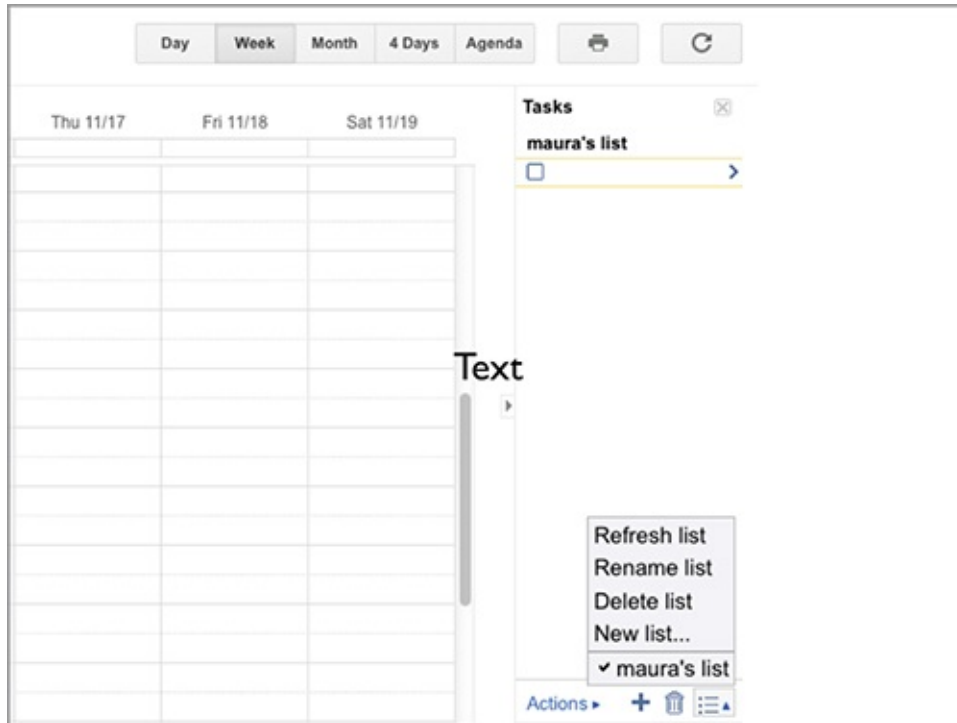 Day Week Month 4 Days Agenda
Thu 11/17 Fri 11/18 Sat 11/19
Tasks
maura's list
Text
Refresh list
Rename list
Delete list
New list...
maura's list
Actions